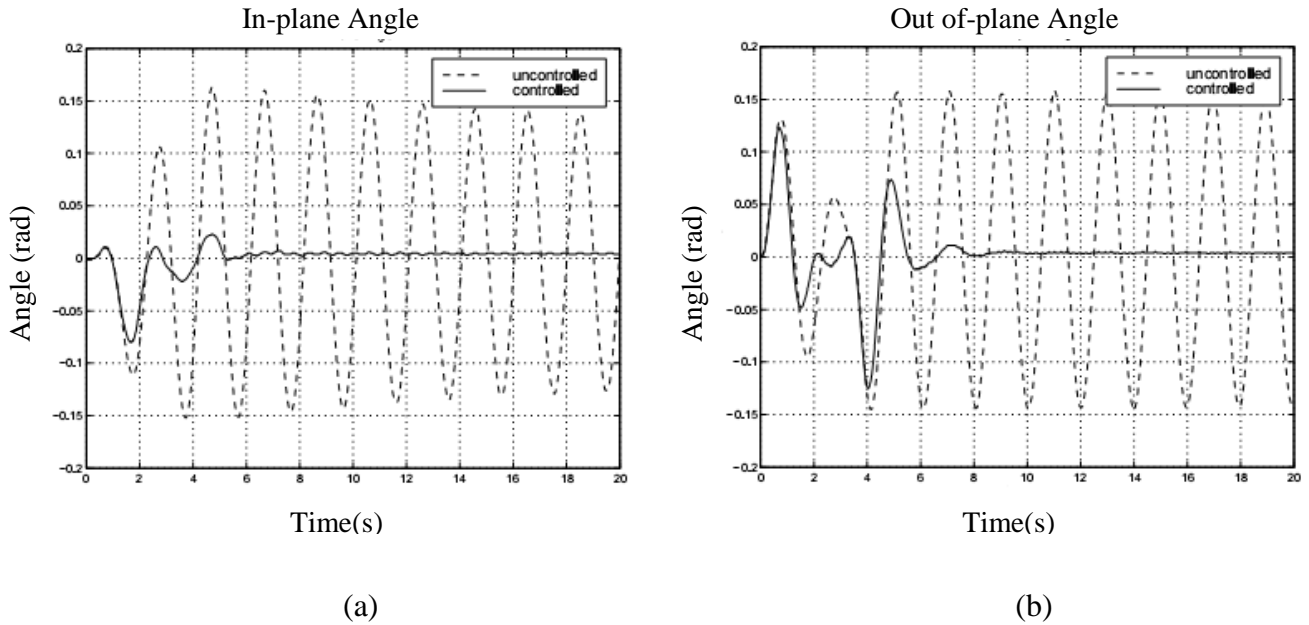 In-plane Angle
0.2
0.15
0.1
0.05
0
−0.05
−0.1
−0.15
−0.2
0 2 4 6 8 10 12 14 16 18 20
uncontrolled
controlled
Angle (rad)
Time(s)
(a)
Out of-plane Angle
0.2
0.15
0.1
0.05
0
−0.05
−0.1
−0.15
−0.2
0 2 4 6 8 10 12 14 16 18 20
uncontrolled
controlled
Angle (rad)
Time(s)
(b)